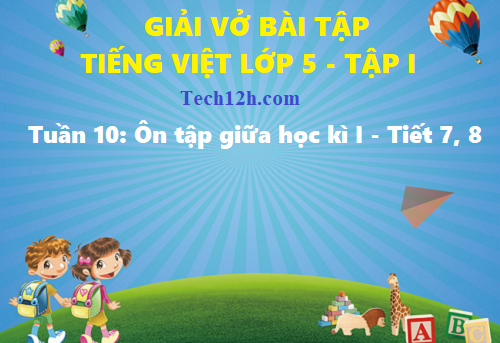 GIẢI VỞ BÀI TẬP
TIẾNG VIỆT LỚP 5 - TẬP I
Tech12h.com
Tuần 10: Ôn tập giữa học kì I - Tiết 7, 8
A
B
C